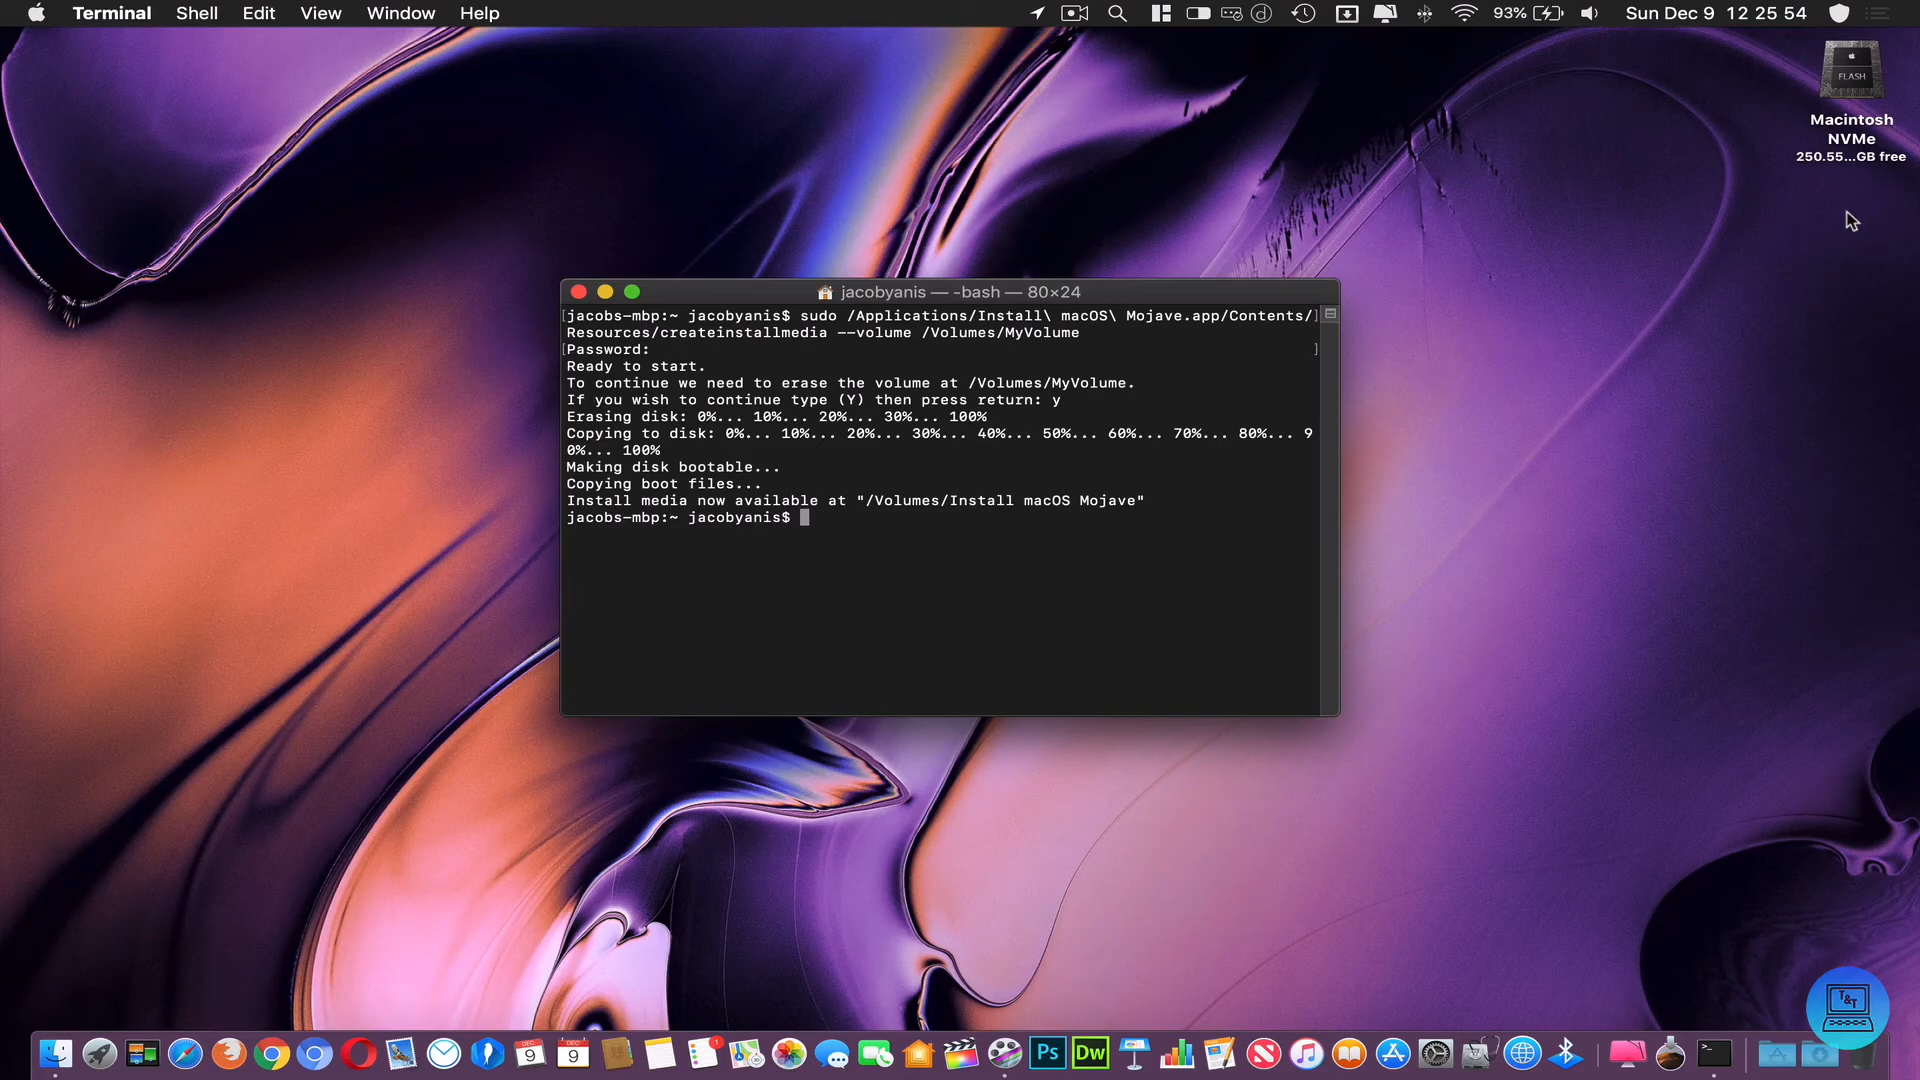 Terminal Shell Edit View Window Help 93% Sun Dec 9 12 25 54
FLASH
Macintosh
NVMe
250.55...GB free
jacobyanis — -bash — 80×24
[jacobs-mbp:~ jacobyanis$ sudo /Applications/Install\ macOS\ Mojave.app/Contents/]
Resources/createinstallmedia --volume /Volumes/MyVolume
[Password: ]
Ready to start.
To continue we need to erase the volume at /Volumes/MyVolume.
If you wish to continue type (Y) then press return: y
Erasing disk: 0%... 10%... 20%... 30%... 100%
Copying to disk: 0%... 10%... 20%... 30%... 40%... 50%... 60%... 70%... 80%... 9
0%... 100%
Making disk bootable...
Copying boot files...
Install media now available at "/Volumes/Install macOS Mojave"
jacobs-mbp:~ jacobyanis$
T&T
DEC 9 DEC 9 1 Ps Dw